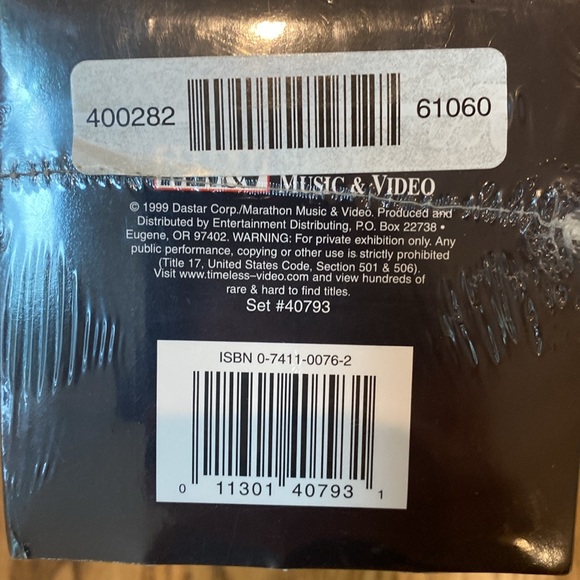 400282 61060
MUSIC & VIDEO
© 1999 Dastar Corp./Marathon Music & Video. Produced and
Distributed by Entertainment Distributing, P.O. Box 22738 •
Eugene, OR 97402. WARNING: For private exhibition only. Any
public performance, copying or other use is strictly prohibited
(Title 17, United States Code, Section 501 & 506).
Visit www.timeless-video.com and view hundreds of
rare & hard to find titles.
Set #40793
ISBN 0-7411-0076-2
0 11301 40793 1